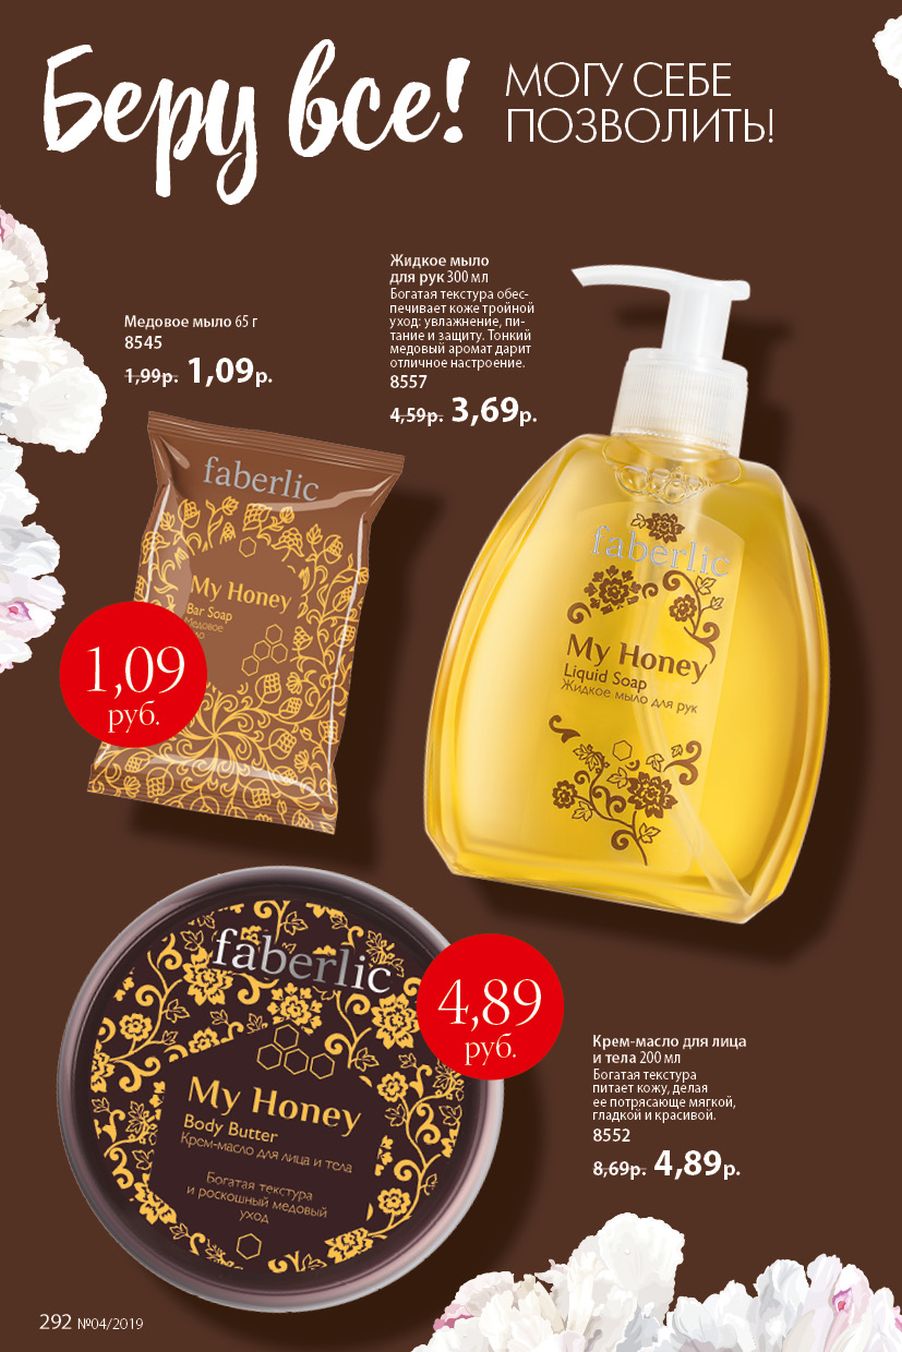 Беру все!
МОГУ СЕБЕ
ПОЗВОЛИТЬ!
Медовое мыло 65 г
8545
1,99р. 1,09р.
Жидкое мыло
для рук 300 мл
Богатая текстура обес-
печивает коже тройной
уход: увлажнение, пи-
тание и защиту. Тонкий
медовый аромат дарит
отличное настроение.
8557
4,59р. 3,69р.
faberlic
My Honey
Bar Soap
Медовое
1,09
руб.
faberlic
My Honey
Liquid Soap
Жидкое мыло для рук
faberlic
My Honey
Body Butter
Крем-масло для лица и тела
Богатая текстура
и роскошный медовый
уход
4,89
руб.
Крем-масло для лица
и тела 200 мл
Богатая текстура
питает кожу, делая
ее потрясающе мягкой,
гладкой и красивой.
8552
8,69р. 4,89р.
292 №04/2019